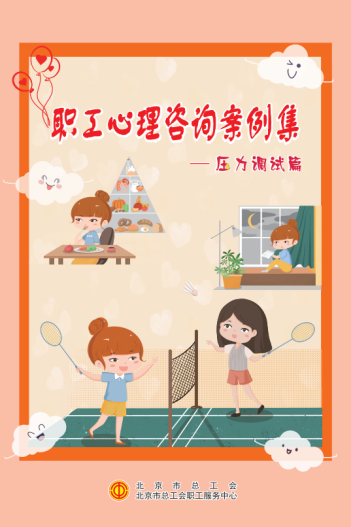 职工心理咨询案例集
——压力调试篇
北京市总工会
北京市总工会职工服务中心